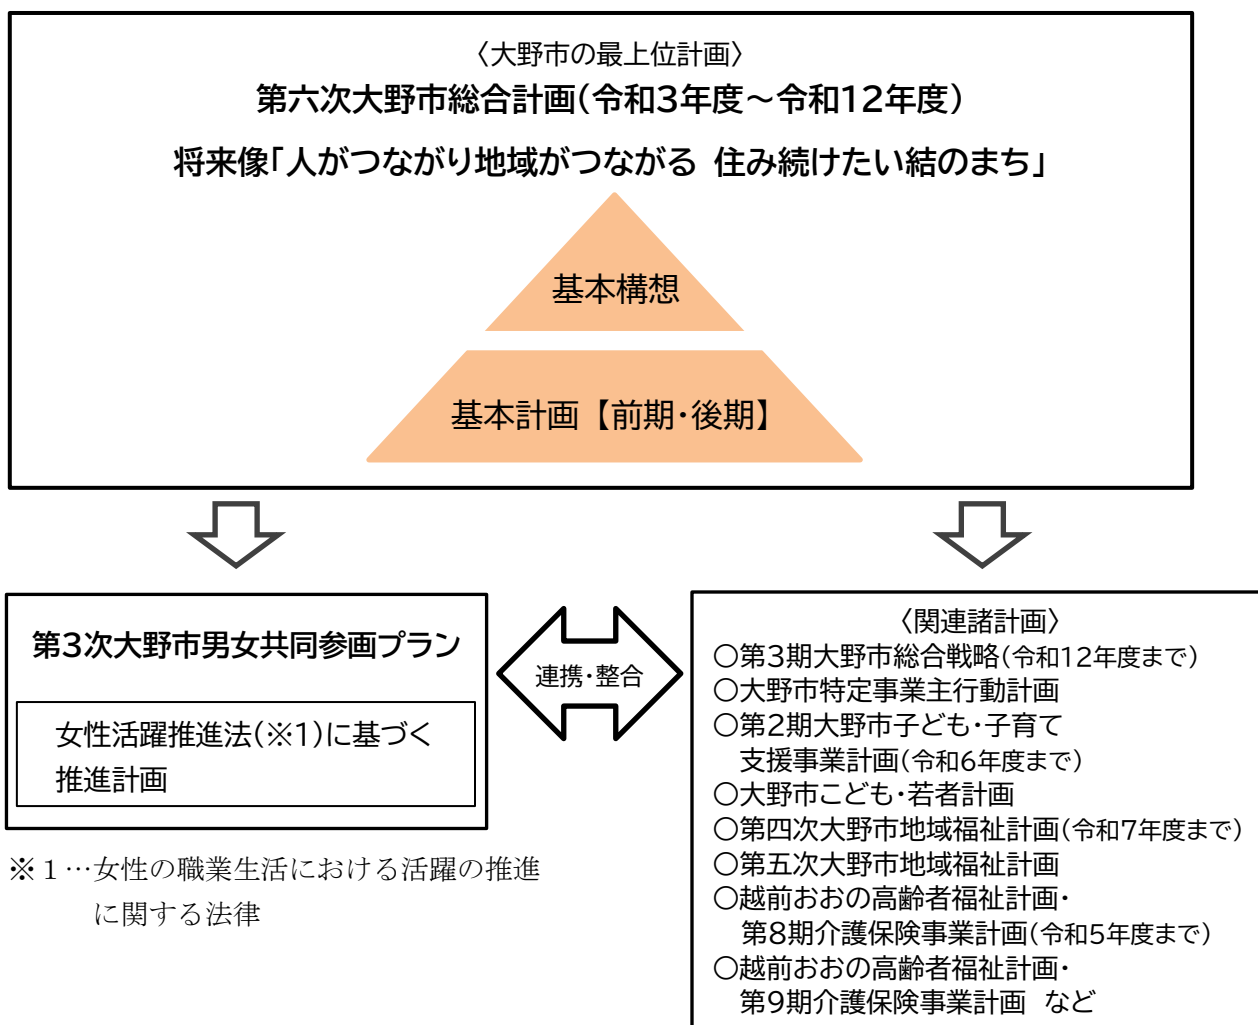 〈大野市の最上位計画〉
第六次大野市総合計画(令和3年度～令和12年度)
将来像「人がつながり地域がつながる 住み続けたい結のまち」
基本構想
基本計画【前期・後期】
第3次大野市男女共同参画プラン
女性活躍推進法(※1)に基づく
推進計画
※１…女性の職業生活における活躍の推進
に関する法律
連携・整合
〈関連諸計画〉
○第3期大野市総合戦略(令和12年度まで)
○大野市特定事業主行動計画
○第2期大野市子ども・子育て
支援事業計画(令和6年度まで)
○大野市こども・若者計画
○第四次大野市地域福祉計画(令和7年度まで)
○第五次大野市地域福祉計画
○越前おおの高齢者福祉計画・
第8期介護保険事業計画(令和5年度まで)
○越前おおの高齢者福祉計画・
第9期介護保険事業計画 など